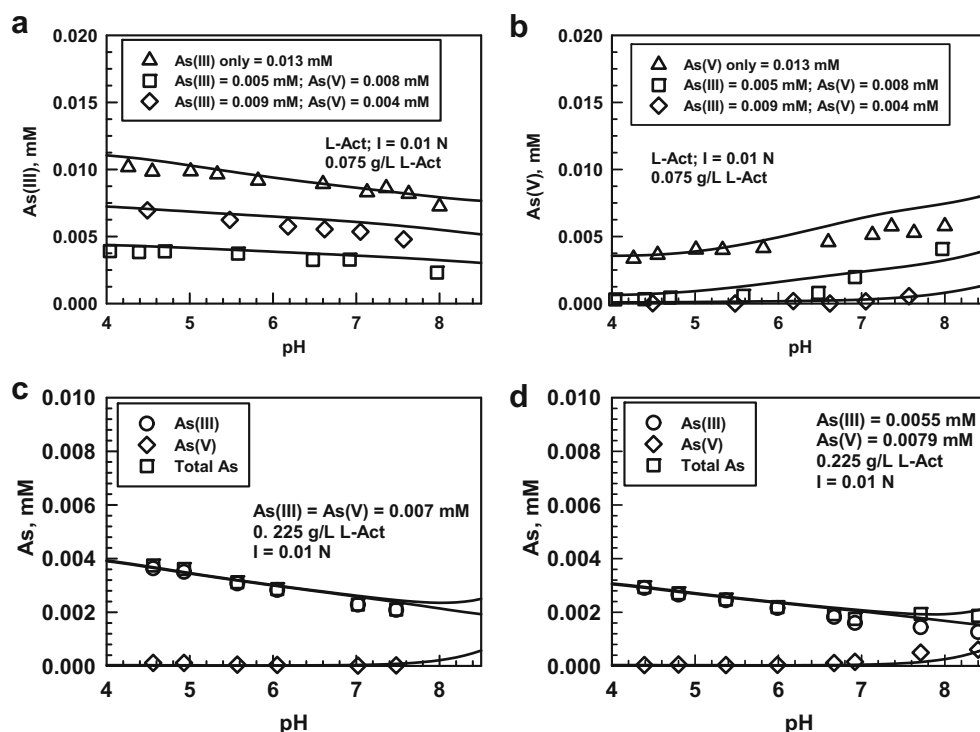 a
0.020
0.015
0.010
0.005
0.000
As(III), mM
As(III) only = 0.013 mM
As(III) = 0.005 mM; As(V) = 0.008 mM
As(III) = 0.009 mM; As(V) = 0.004 mM
L-Act; I = 0.01 N
0.075 g/L L-Act
4 5 6 7 8
pH
b
0.020
0.015
0.010
0.005
0.000
As(V), mM
As(V) only = 0.013 mM
As(III) = 0.005 mM; As(V) = 0.008 mM
As(III) = 0.009 mM; As(V) = 0.004 mM
L-Act; I = 0.01 N
0.075 g/L L-Act
4 5 6 7 8
pH
c
0.010
0.008
0.006
0.004
0.002
0.000
As, mM
As(III)
As(V)
Total As
As(III) = As(V) = 0.007 mM
0. 225 g/L L-Act
I = 0.01 N
4 5 6 7 8
pH
d
0.010
0.008
0.006
0.004
0.002
0.000
As, mM
As(III)
As(V)
Total As
As(III) = 0.0055 mM
As(V) = 0.0079 mM
0.225 g/L L-Act
I = 0.01 N
4 5 6 7 8
pH